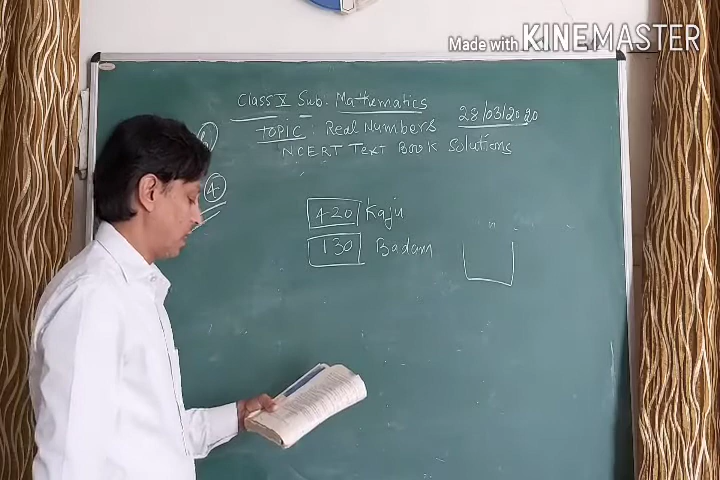 Made with KINEMASTER
Class X Sub. Mathematics
28/03/2020
Topic : Real Numbers
NCERT Text Book Solutions
4
420 Kaju
130 Badam